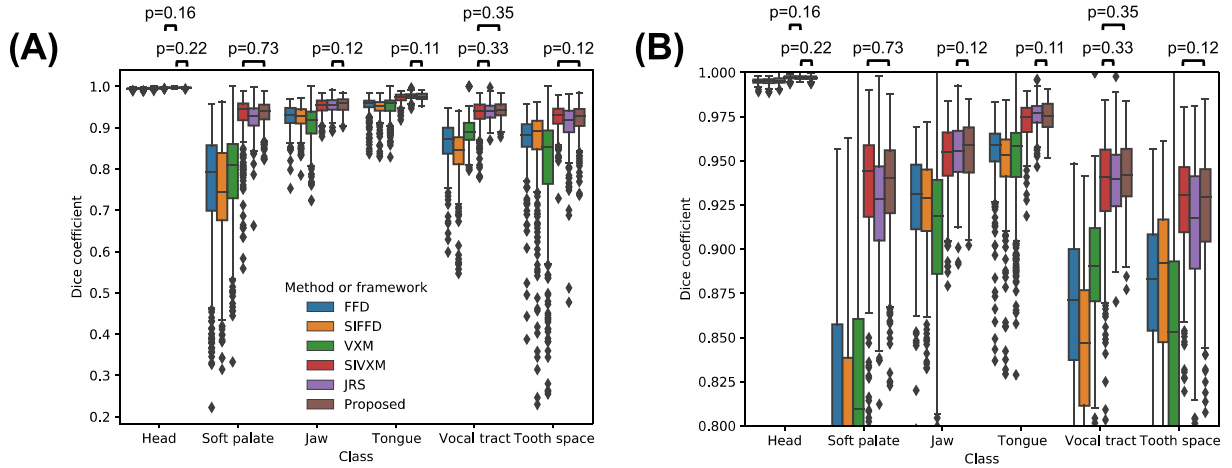 (A)
p=0.16
p=0.35
p=0.22 p=0.73 p=0.12 p=0.11 p=0.33 p=0.12
1.0
0.9
0.8
0.7
0.6
0.5
0.4
0.3
0.2
Dice coefficient
Method or framework
FFD
SIFFD
VXM
SIVXM
JRS
Proposed
Head Soft palate Jaw Tongue Vocal tract Tooth space
Class
(B)
p=0.16
p=0.35
p=0.22 p=0.73 p=0.12 p=0.11 p=0.33 p=0.12
1.000
0.975
0.950
0.925
0.900
0.875
0.850
0.825
0.800
Dice coefficient
Head Soft palate Jaw Tongue Vocal tract Tooth space
Class